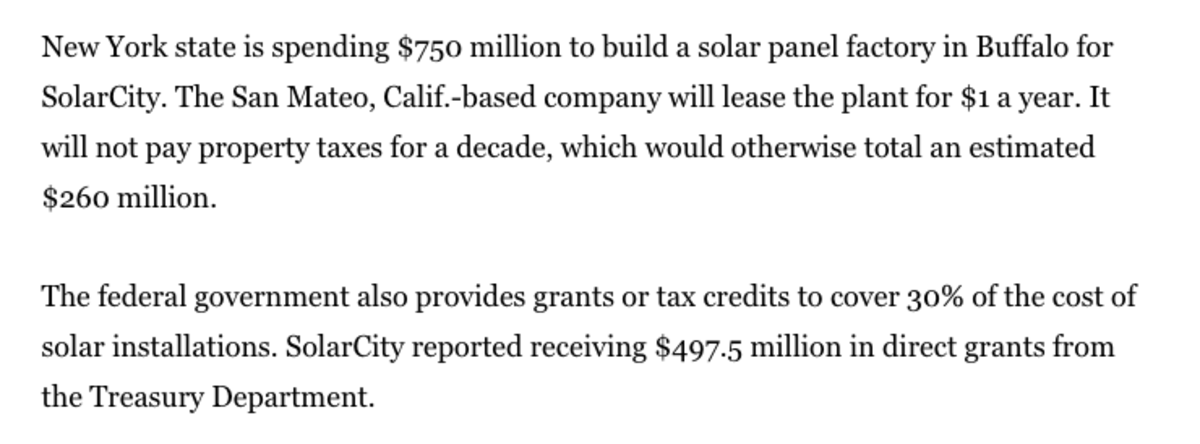 New York state is spending $750 million to build a solar panel factory in Buffalo for
SolarCity. The San Mateo, Calif.-based company will lease the plant for $1 a year. It
will not pay property taxes for a decade, which would otherwise total an estimated
$260 million.
The federal government also provides grants or tax credits to cover 30% of the cost of
solar installations. SolarCity reported receiving $497.5 million in direct grants from
the Treasury Department.